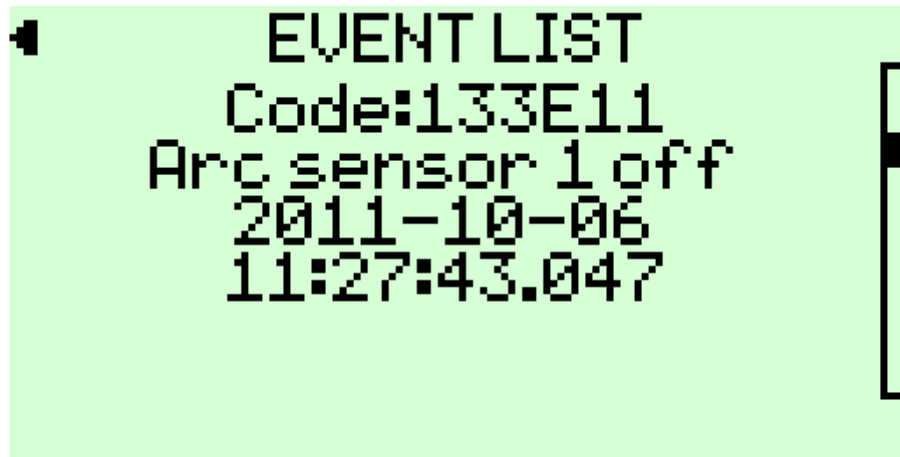 EVENT LIST
Code:133E11
Arc sensor 1 off
2011-10-06
11:27:43.047